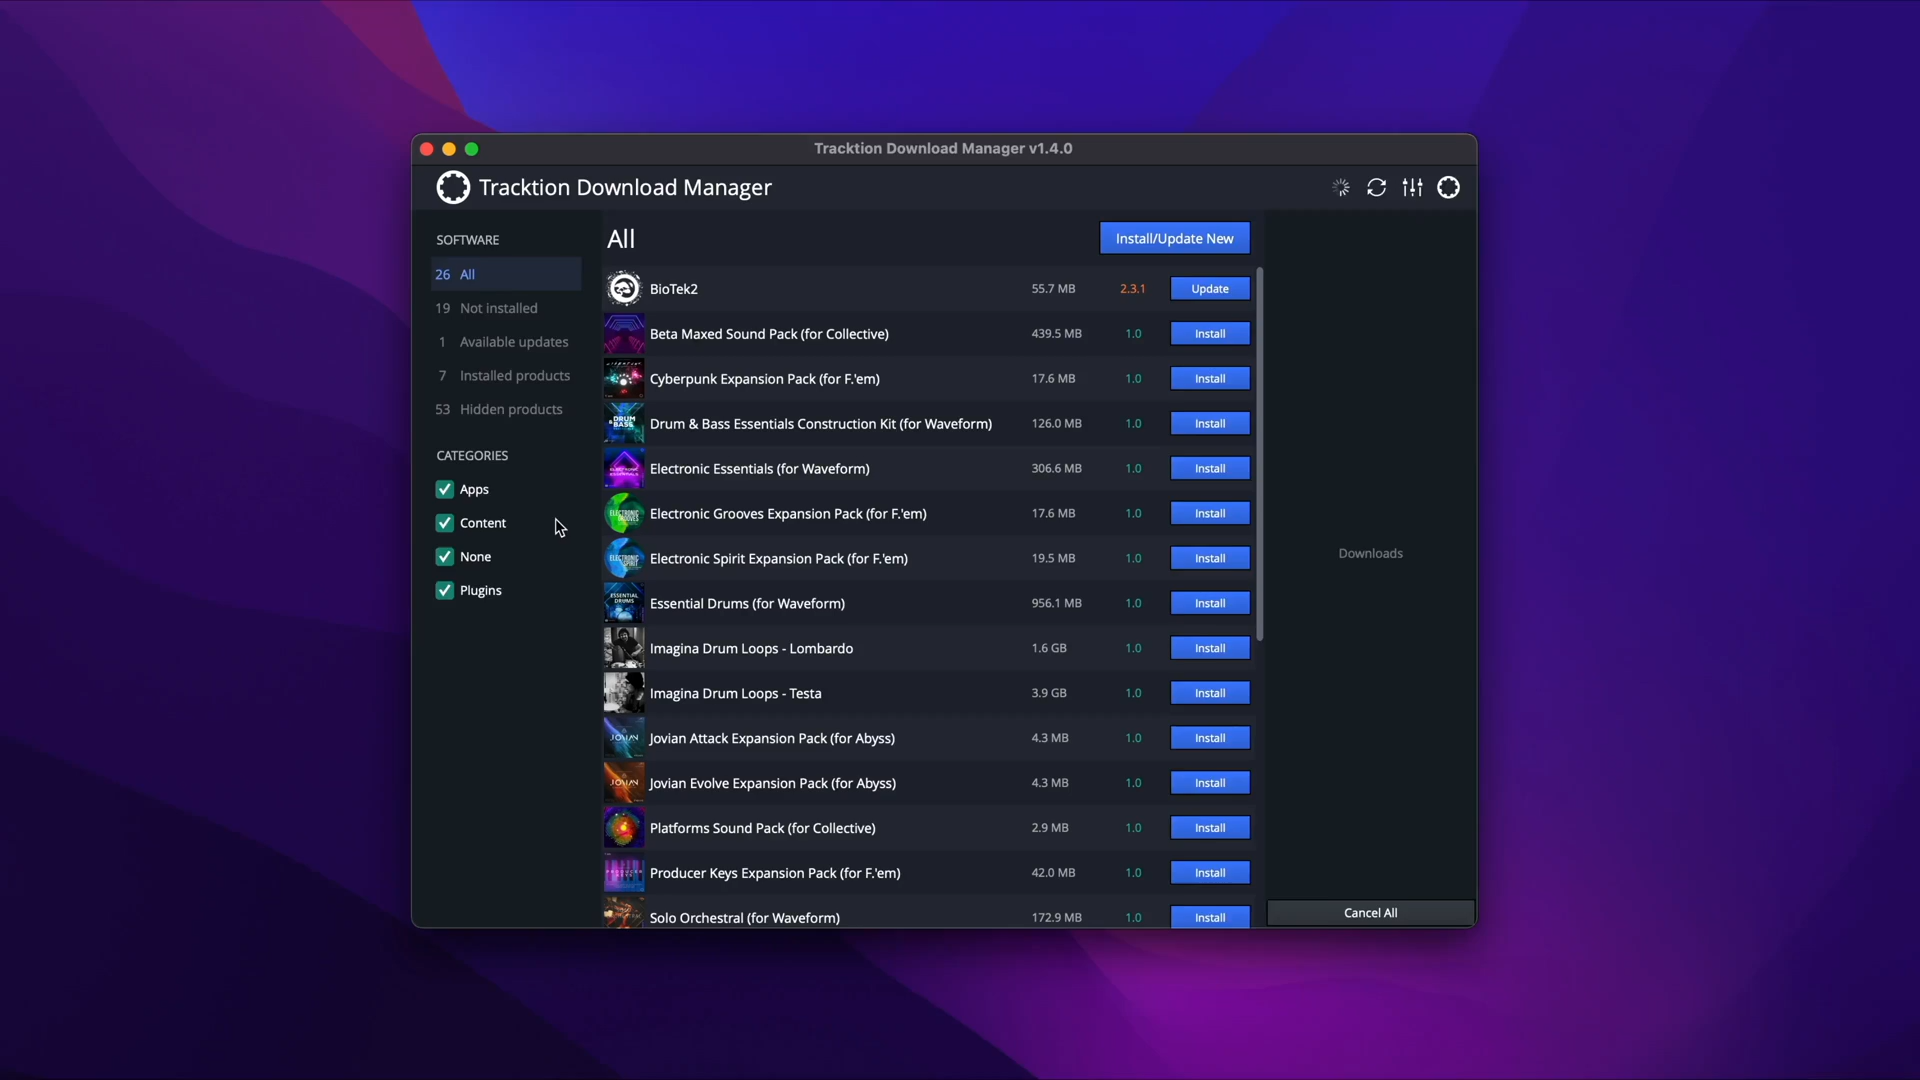 Tracktion Download Manager v1.4.0
Tracktion Download Manager
SOFTWARE
26 All
19 Not installed
1 Available updates
7 Installed products
53 Hidden products
CATEGORIES
Apps
Content
None
Plugins
All
Install/Update New
BioTek2 55.7 MB 2.3.1 Update
Beta Maxed Sound Pack (for Collective) 439.5 MB 1.0 Install
Cyberpunk Expansion Pack (for F.'em) 17.6 MB 1.0 Install
DRUM & BASS
Drum & Bass Essentials Construction Kit (for Waveform) 126.0 MB 1.0 Install
Electronic Essentials (for Waveform) 306.6 MB 1.0 Install
ELECTRONIC GROOVES
Electronic Grooves Expansion Pack (for F.'em) 17.6 MB 1.0 Install
ELECTRONIC SPIRIT
Electronic Spirit Expansion Pack (for F.'em) 19.5 MB 1.0 Install
ESSENTIAL DRUMS
Essential Drums (for Waveform) 956.1 MB 1.0 Install
Imagina Drum Loops - Lombardo 1.6 GB 1.0 Install
Imagina Drum Loops - Testa 3.9 GB 1.0 Install
JOVIAN
Jovian Attack Expansion Pack (for Abyss) 4.3 MB 1.0 Install
JOVIAN
Jovian Evolve Expansion Pack (for Abyss) 4.3 MB 1.0 Install
Platforms Sound Pack (for Collective) 2.9 MB 1.0 Install
Producer Keys Expansion Pack (for F.'em) 42.0 MB 1.0 Install
Solo Orchestral (for Waveform) 172.9 MB 1.0 Install
Downloads
Cancel All